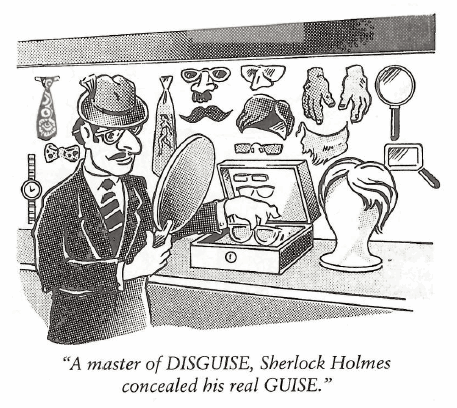 “A master of DISGUISE, Sherlock Holmes
concealed his real GUISE.”